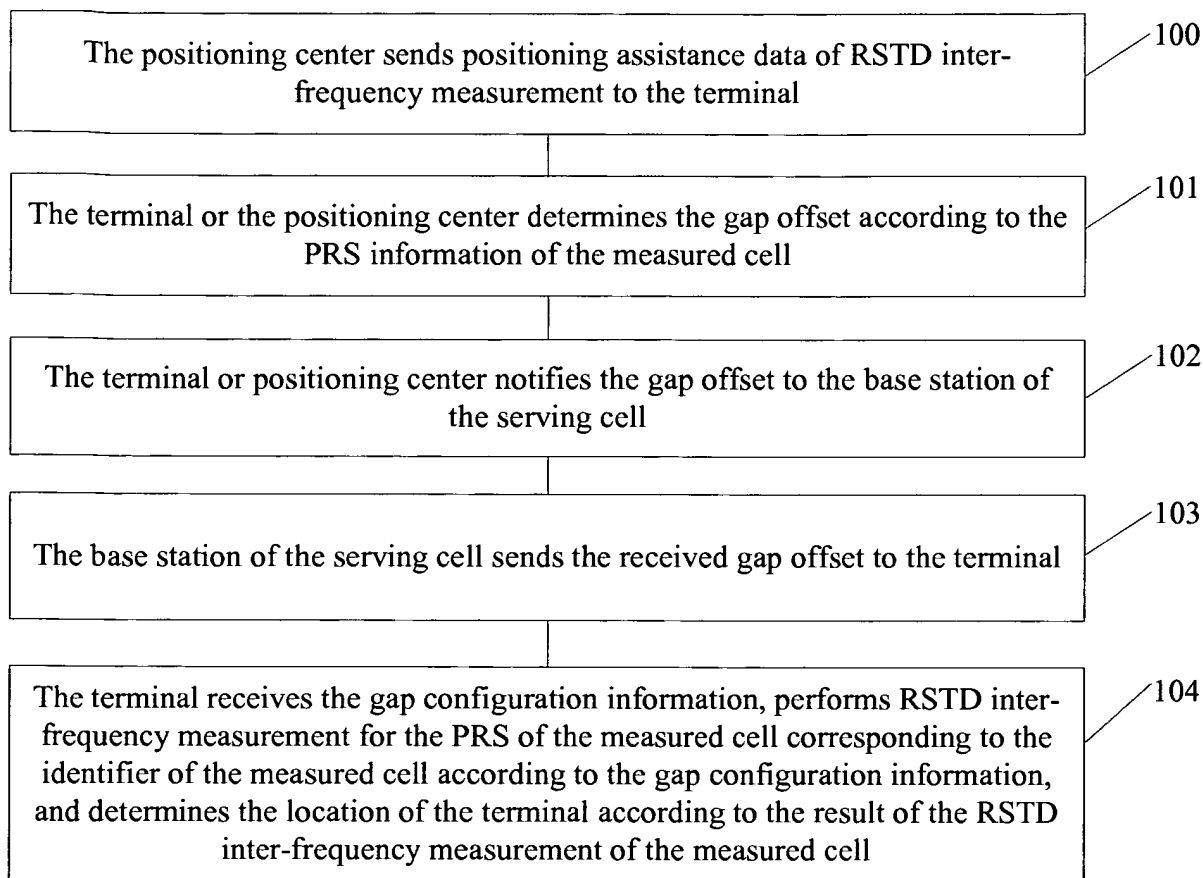 The positioning center sends positioning assistance data of RSTD inter-
frequency measurement to the terminal
100
The terminal or the positioning center determines the gap offset according to the
PRS information of the measured cell
101
The terminal or positioning center notifies the gap offset to the base station of
the serving cell
102
The base station of the serving cell sends the received gap offset to the terminal
103
The terminal receives the gap configuration information, performs RSTD inter-
frequency measurement for the PRS of the measured cell corresponding to the
identifier of the measured cell according to the gap configuration information,
and determines the location of the terminal according to the result of the RSTD
inter-frequency measurement of the measured cell
104